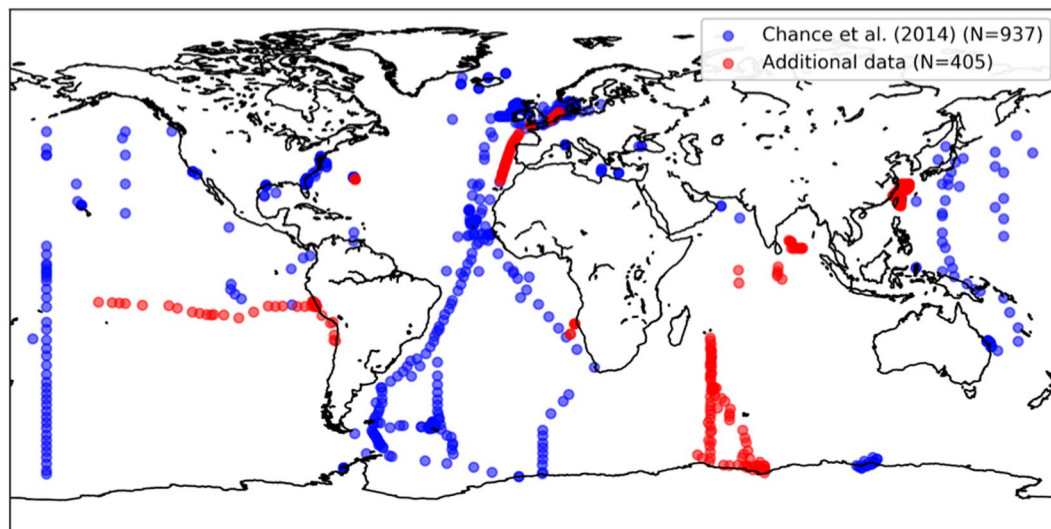 Chance et al. (2014) (N=937)
Additional data (N=405)